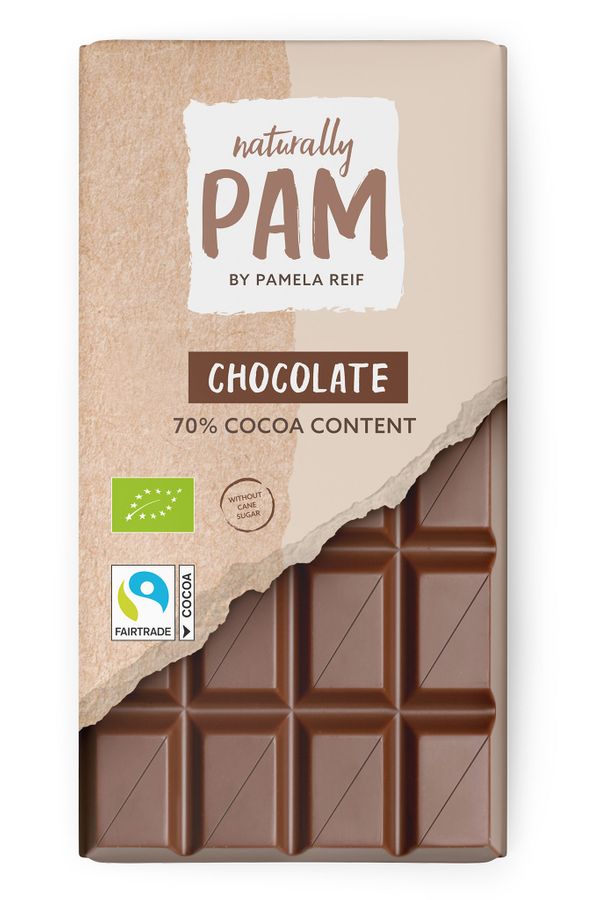 naturally
PAM
BY PAMELA REIF
CHOCOLATE
70% COCOA CONTENT
WITHOUT
CANE
SUGAR
FAIRTRADE
COCOA